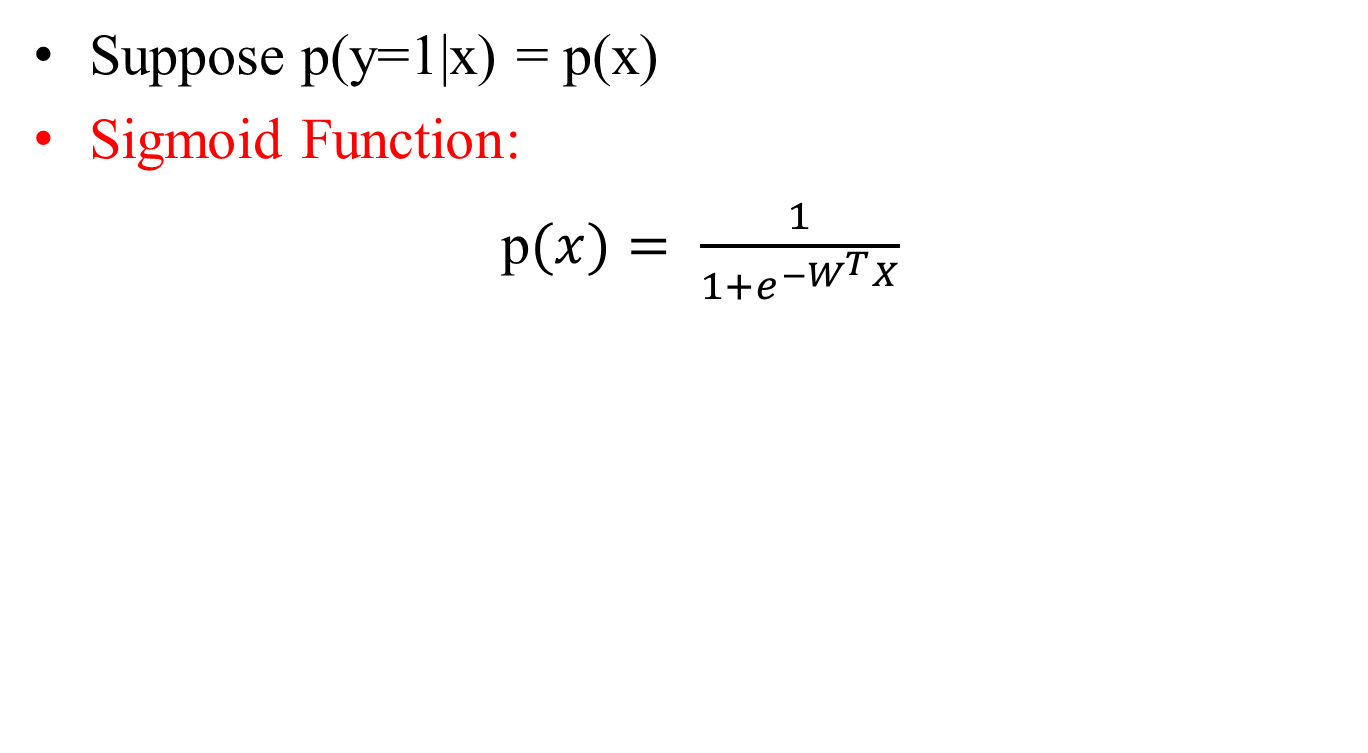 • Suppose p(y=1|x) = p(x)
• Sigmoid Function:
p(x) = 1 / (1+e^{−W^T X})